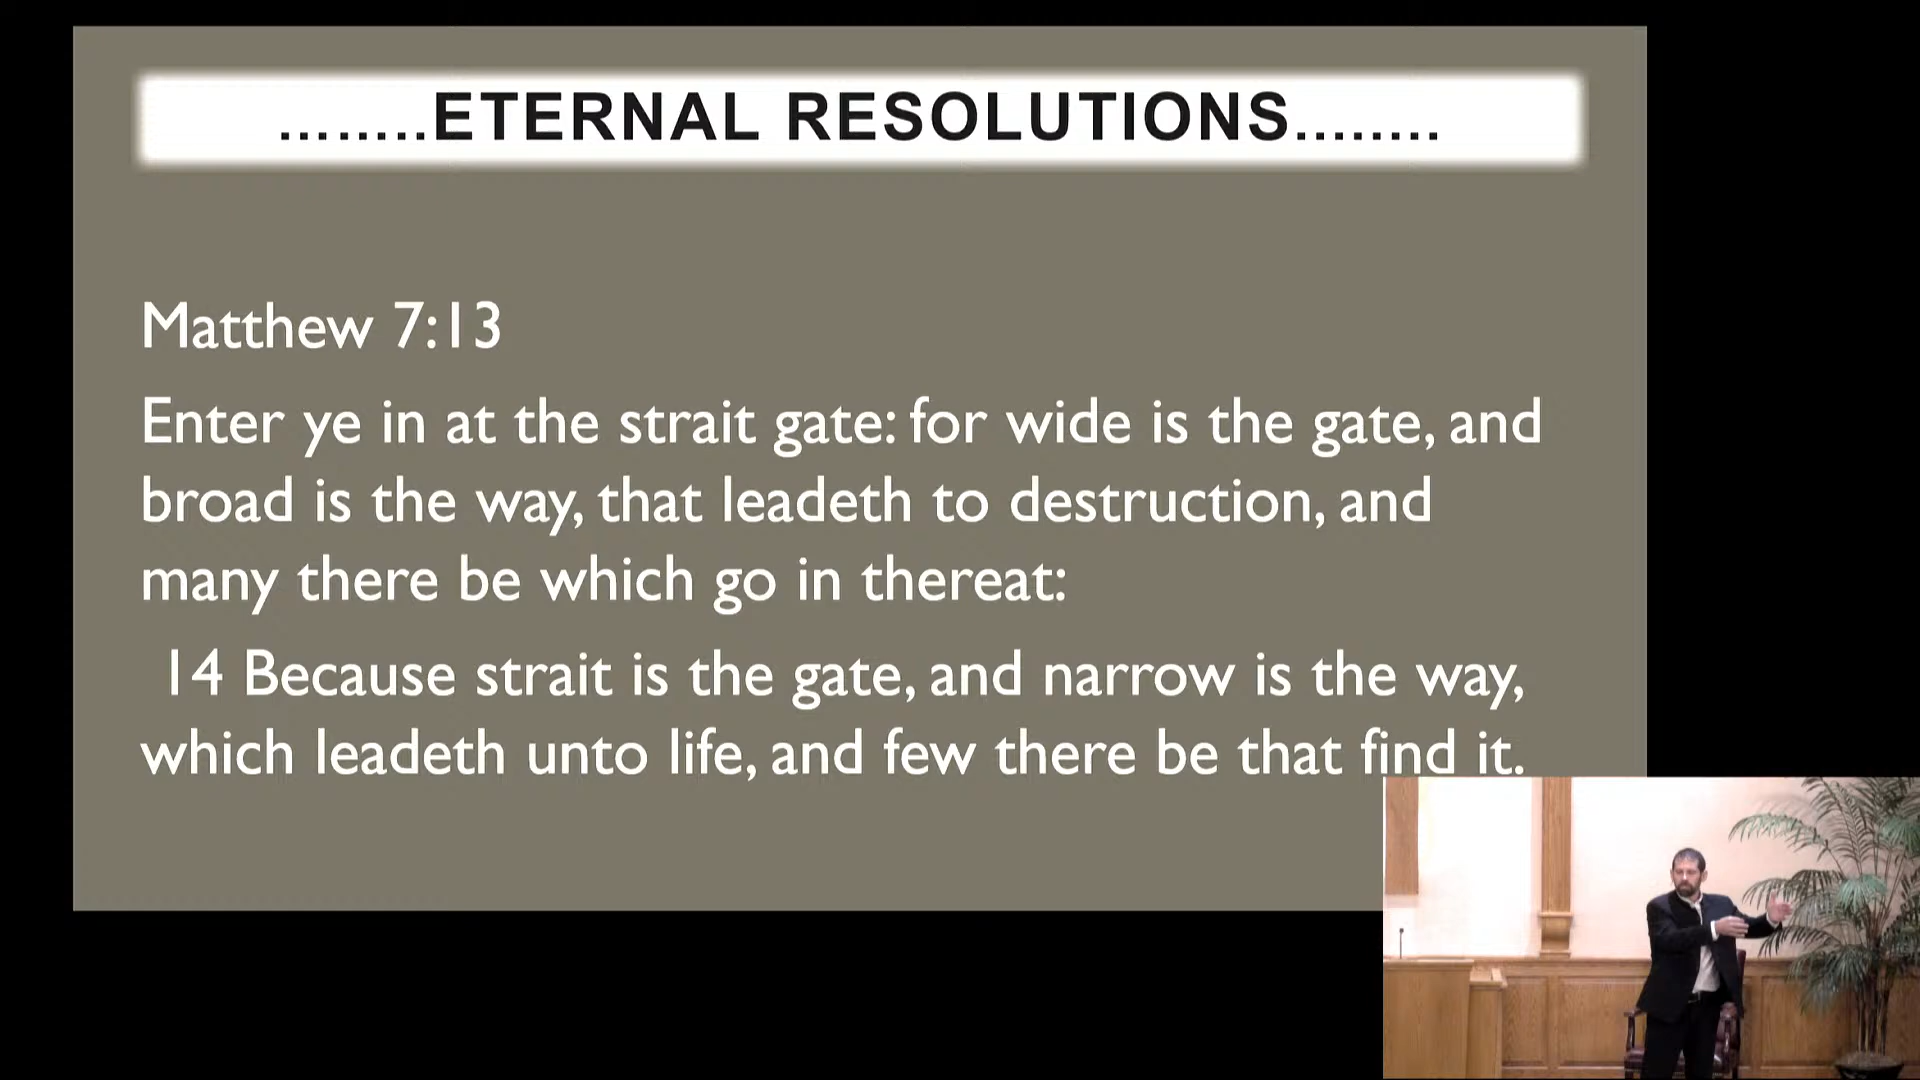 ........ETERNAL RESOLUTIONS........
Matthew 7:13
Enter ye in at the strait gate: for wide is the gate, and
broad is the way, that leadeth to destruction, and
many there be which go in thereat:
14 Because strait is the gate, and narrow is the way,
which leadeth unto life, and few there be that find it.